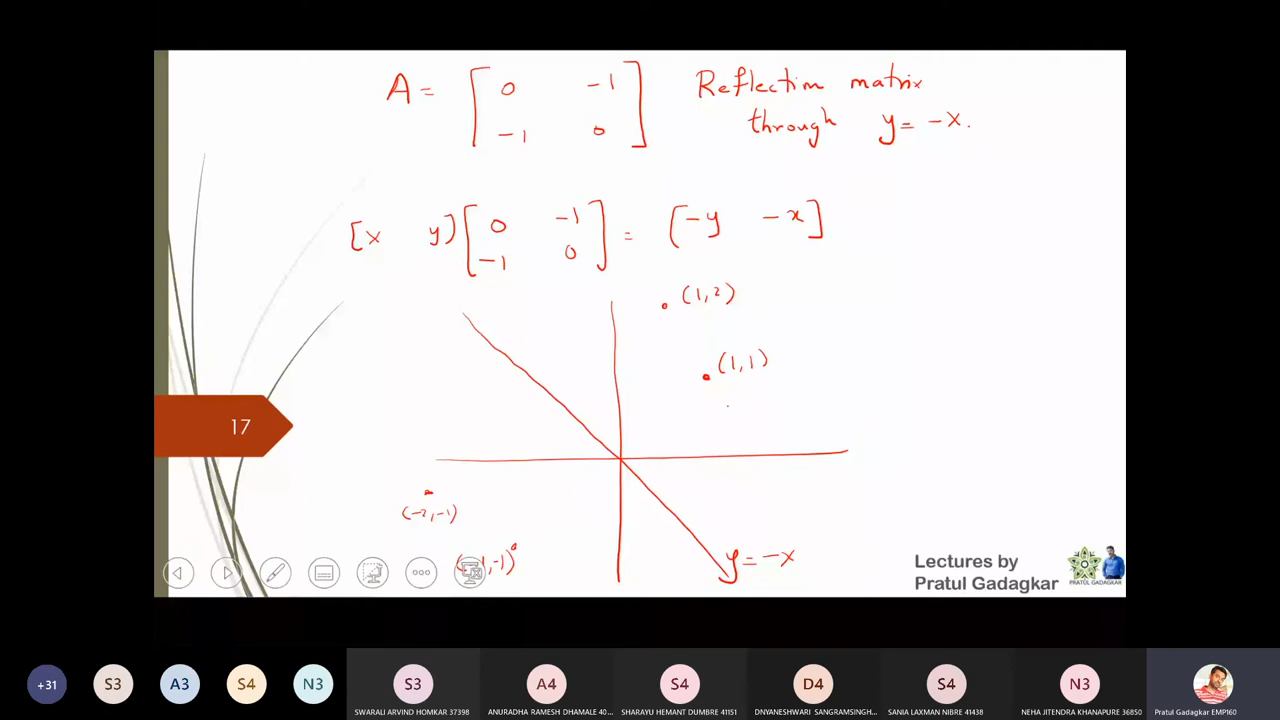 A = [ 0 -1
-1 0 ]
Reflection matrix
through y = -x.
[x y] [ 0 -1
-1 0 ] = [-y -x]
(1,2)
(1,1)
17
(-2,-1)
(-1,-1)
y = -x
Lectures by
Pratul Gadagkar
PRATUL GADAGKAR
+31
S3
A3
S4
N3
S3
A4
S4
D4
S4
N3
SWARALI ARVIND HOMKAR 37398
ANURADHA RAMESH DHAMALE 40...
SHARAYU HEMANT DUMBRE 41151
DNYANESHWARI SANGRAMSINGH...
SANIA LAXMAN NIBRE 41438
NEHA JITENDRA KHANAPURE 36850
Pratul Gadagkar EMP160